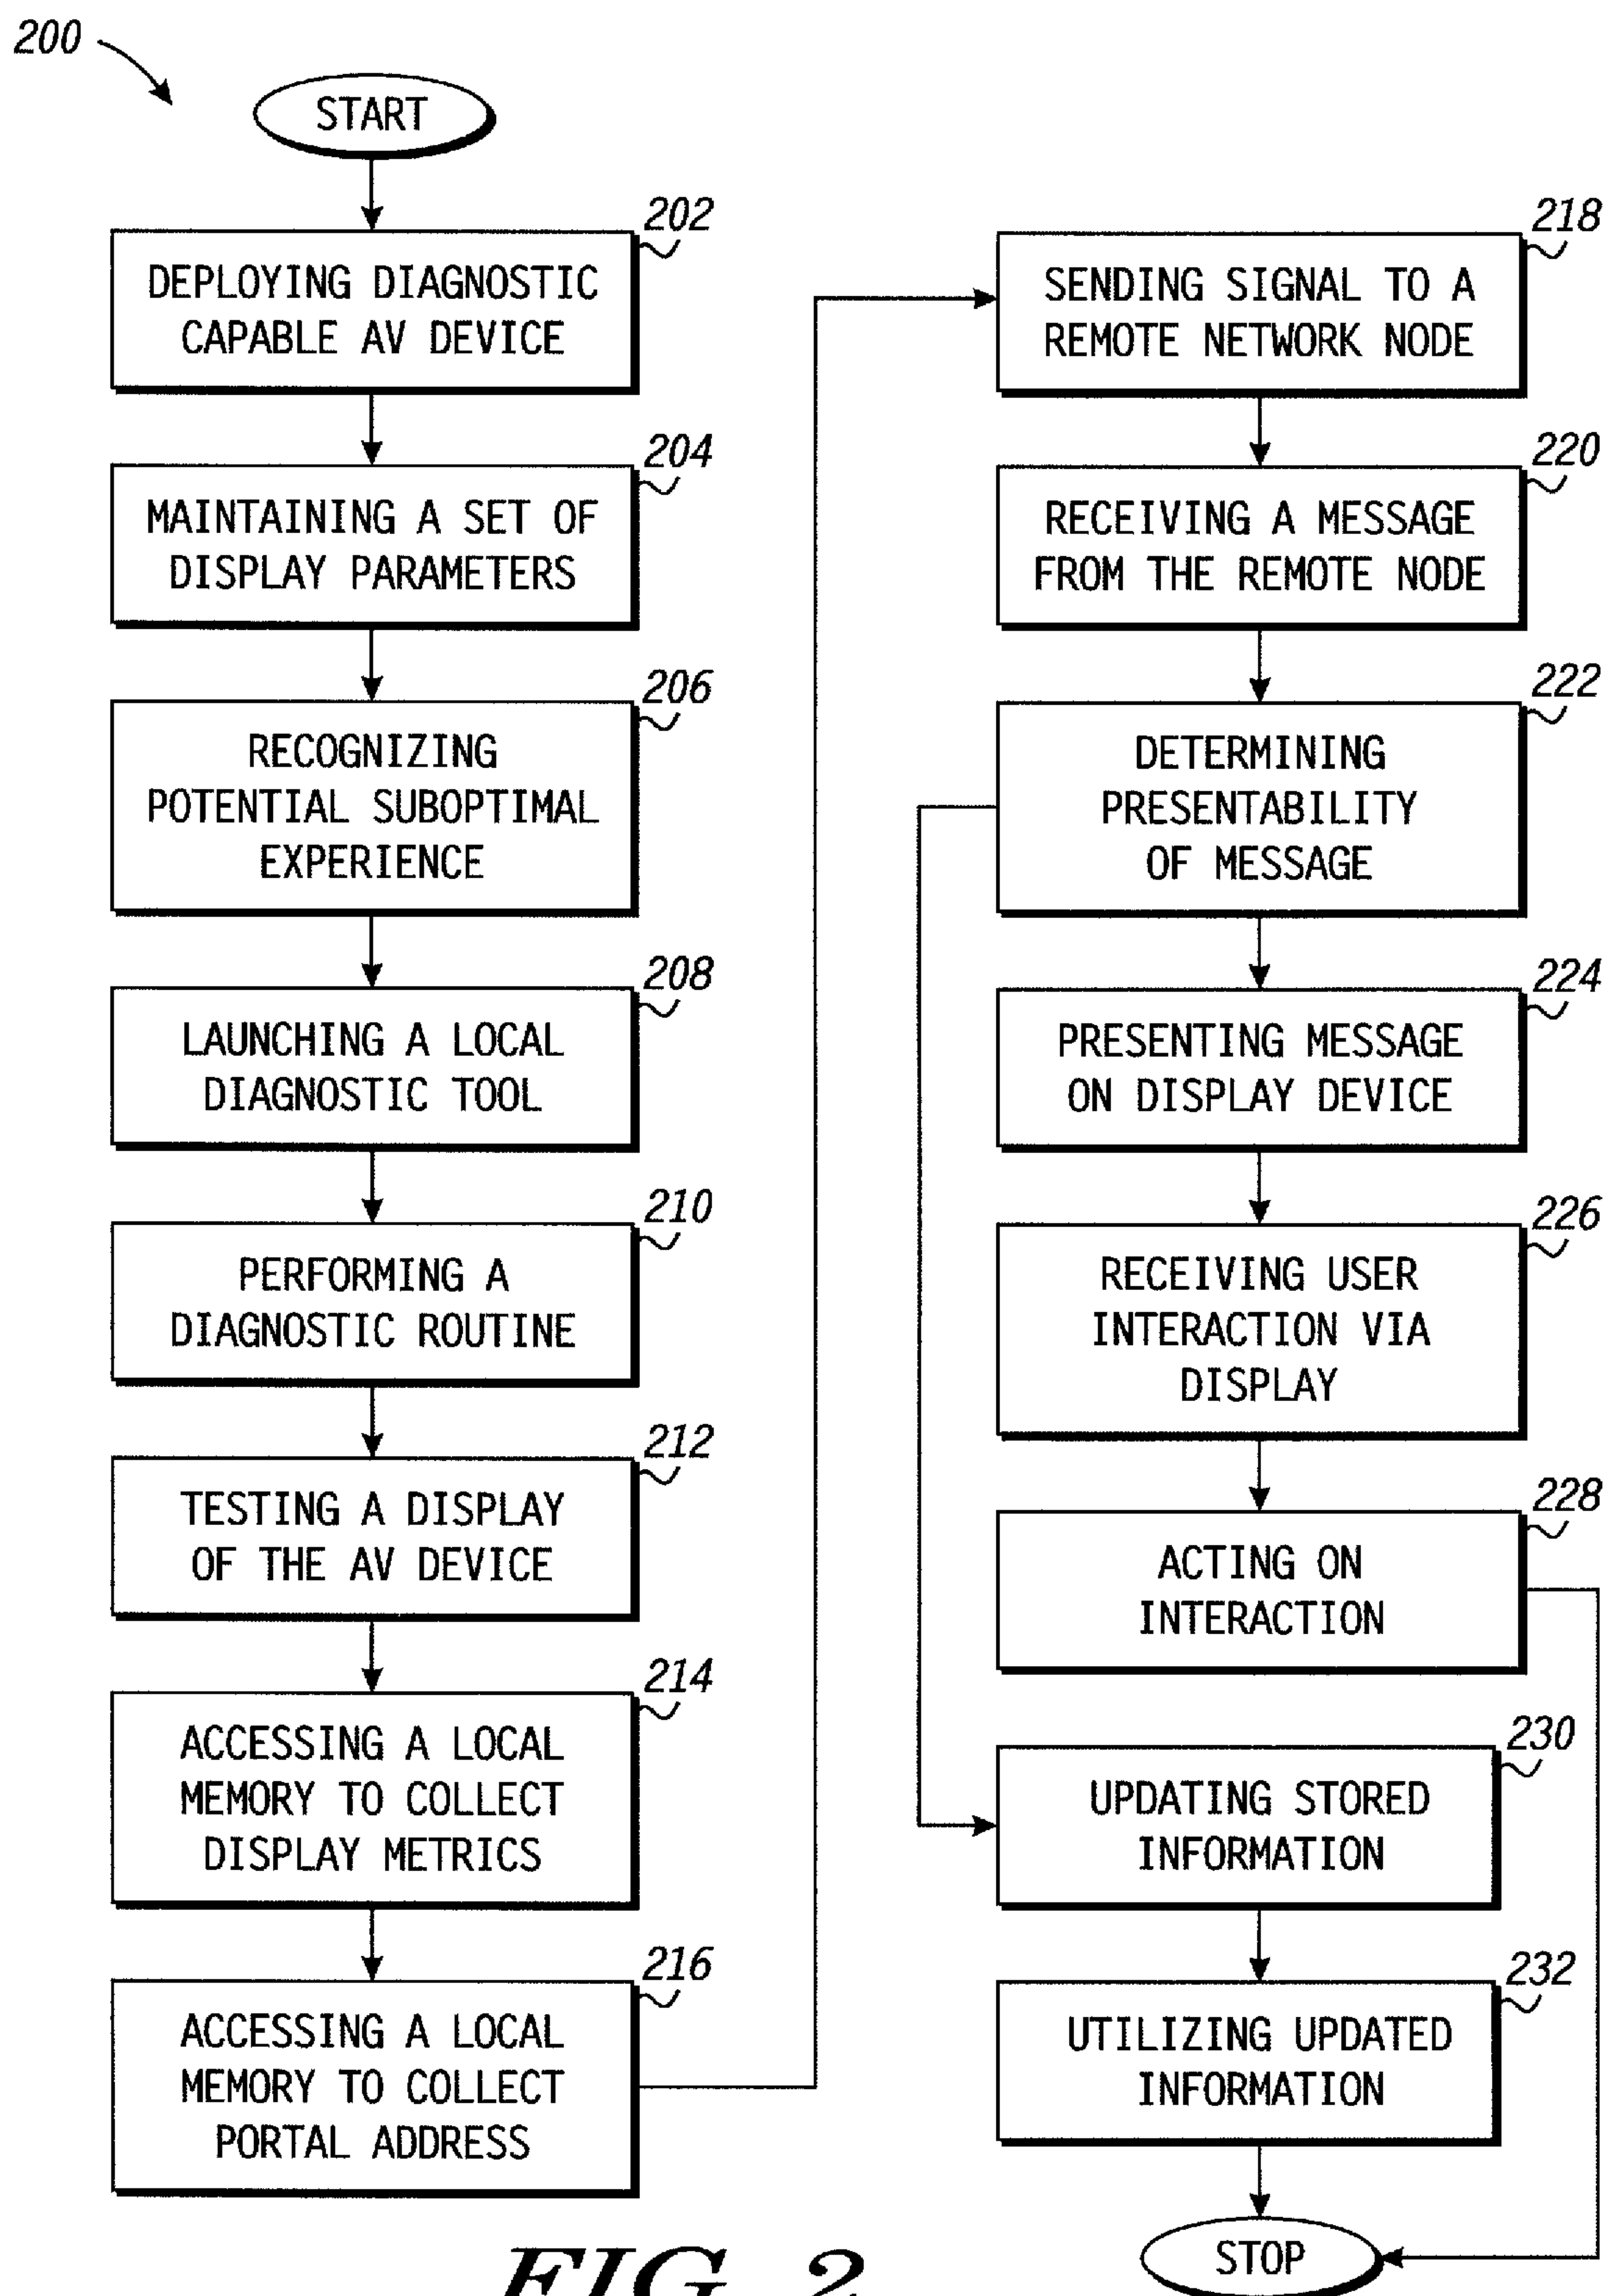 200
START
202
DEPLOYING DIAGNOSTIC
CAPABLE AV DEVICE
204
MAINTAINING A SET OF
DISPLAY PARAMETERS
206
RECOGNIZING
POTENTIAL SUBOPTIMAL
EXPERIENCE
208
LAUNCHING A LOCAL
DIAGNOSTIC TOOL
210
PERFORMING A
DIAGNOSTIC ROUTINE
212
TESTING A DISPLAY
OF THE AV DEVICE
214
ACCESSING A LOCAL
MEMORY TO COLLECT
DISPLAY METRICS
216
ACCESSING A LOCAL
MEMORY TO COLLECT
PORTAL ADDRESS
218
SENDING SIGNAL TO A
REMOTE NETWORK NODE
220
RECEIVING A MESSAGE
FROM THE REMOTE NODE
222
DETERMINING
PRESENTABILITY
OF MESSAGE
224
PRESENTING MESSAGE
ON DISPLAY DEVICE
226
RECEIVING USER
INTERACTION VIA
DISPLAY
228
ACTING ON
INTERACTION
230
UPDATING STORED
INFORMATION
232
UTILIZING UPDATED
INFORMATION
STOP
FIG. 2